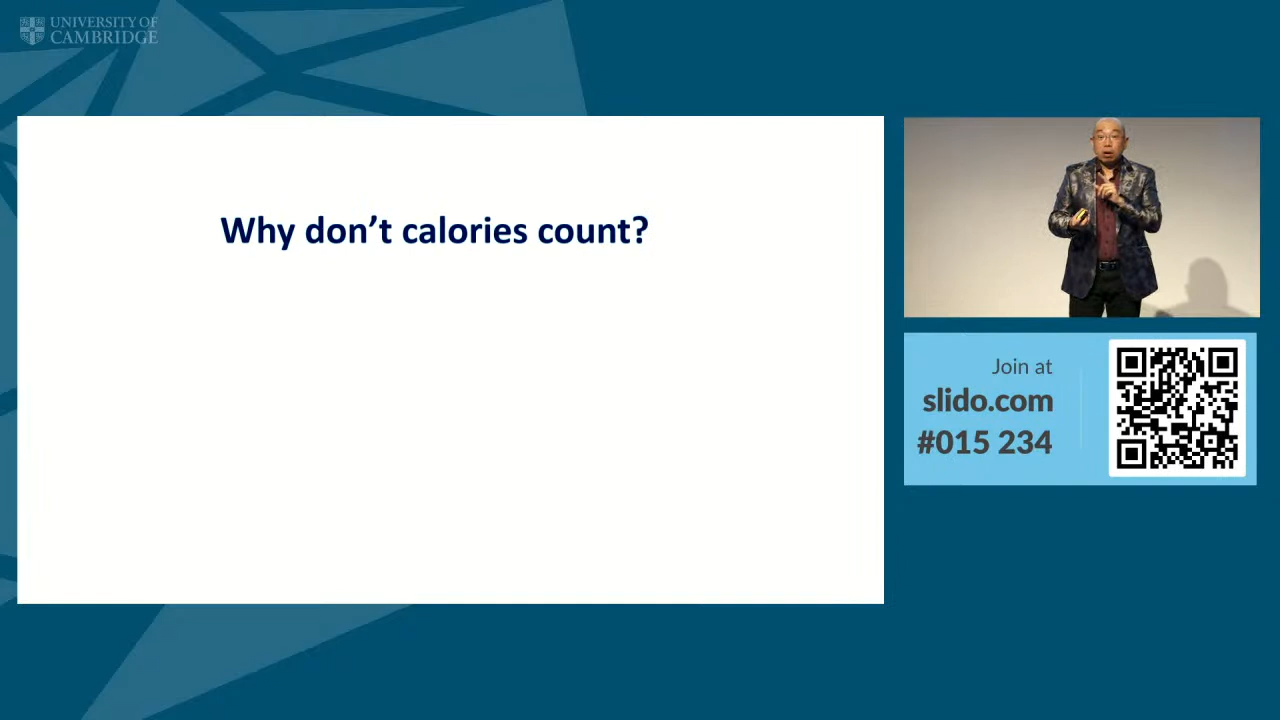 UNIVERSITY OF
CAMBRIDGE
Why don’t calories count?
Join at
slido.com
#015 234